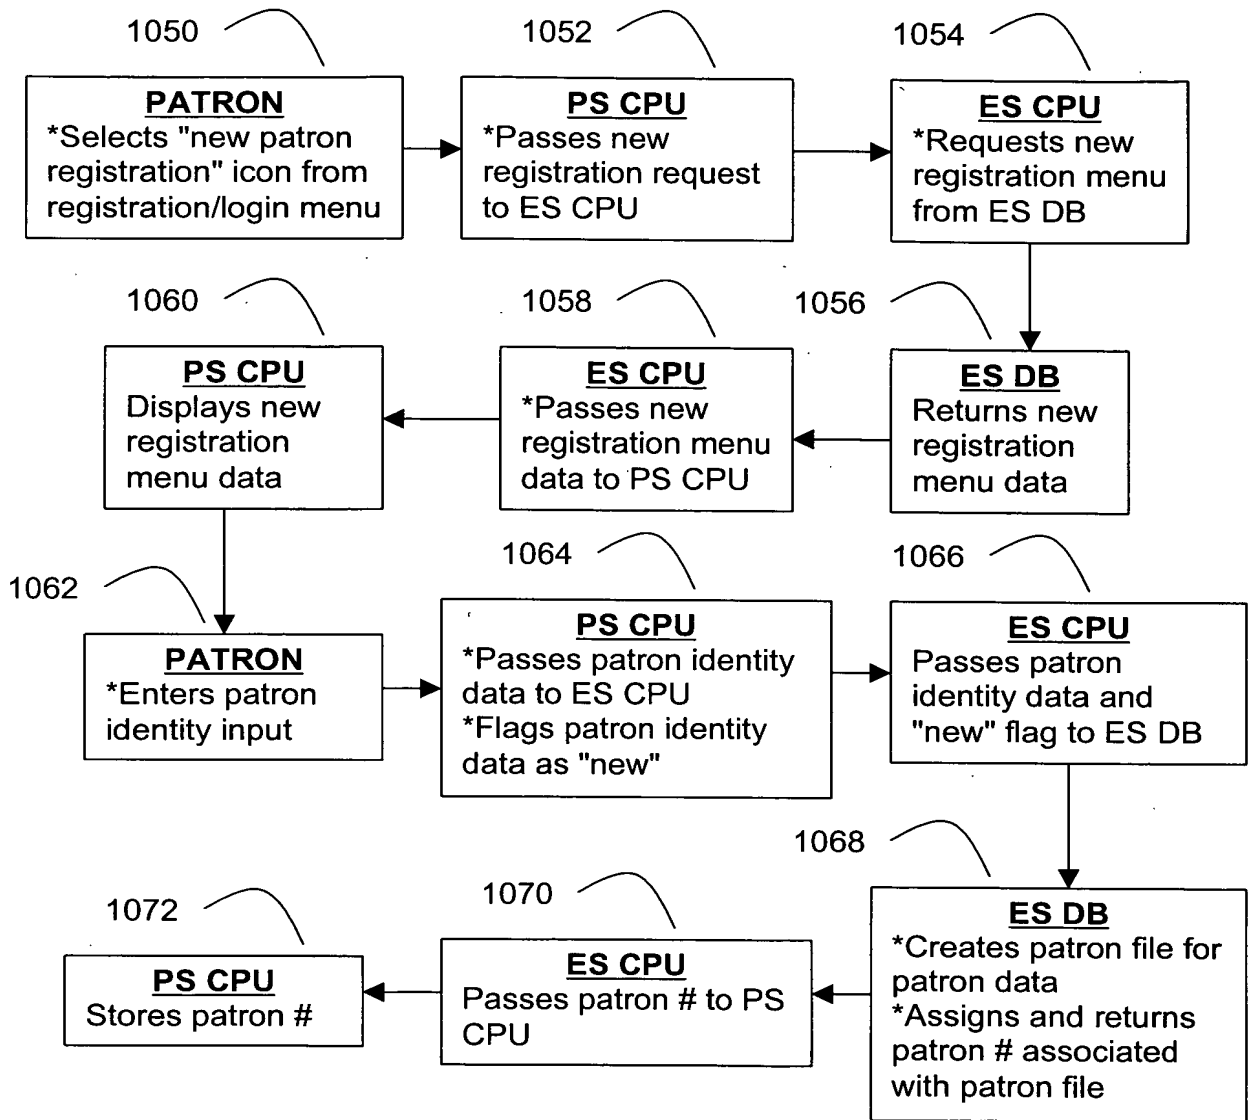 1050
PATRON
*Selects "new patron
registration" icon from
registration/login menu
1052
PS CPU
*Passes new
registration request
to ES CPU
1054
ES CPU
*Requests new
registration menu
from ES DB
1056
ES DB
Returns new
registration
menu data
1058
ES CPU
*Passes new
registration menu
data to PS CPU
1060
PS CPU
Displays new
registration
menu data
1062
PATRON
*Enters patron
identity input
1064
PS CPU
*Passes patron identity
data to ES CPU
*Flags patron identity
data as "new"
1066
ES CPU
Passes patron
identity data and
"new" flag to ES DB
1068
ES DB
*Creates patron file for
patron data
*Assigns and returns
patron # associated
with patron file
1070
ES CPU
Passes patron # to PS
CPU
1072
PS CPU
Stores patron #